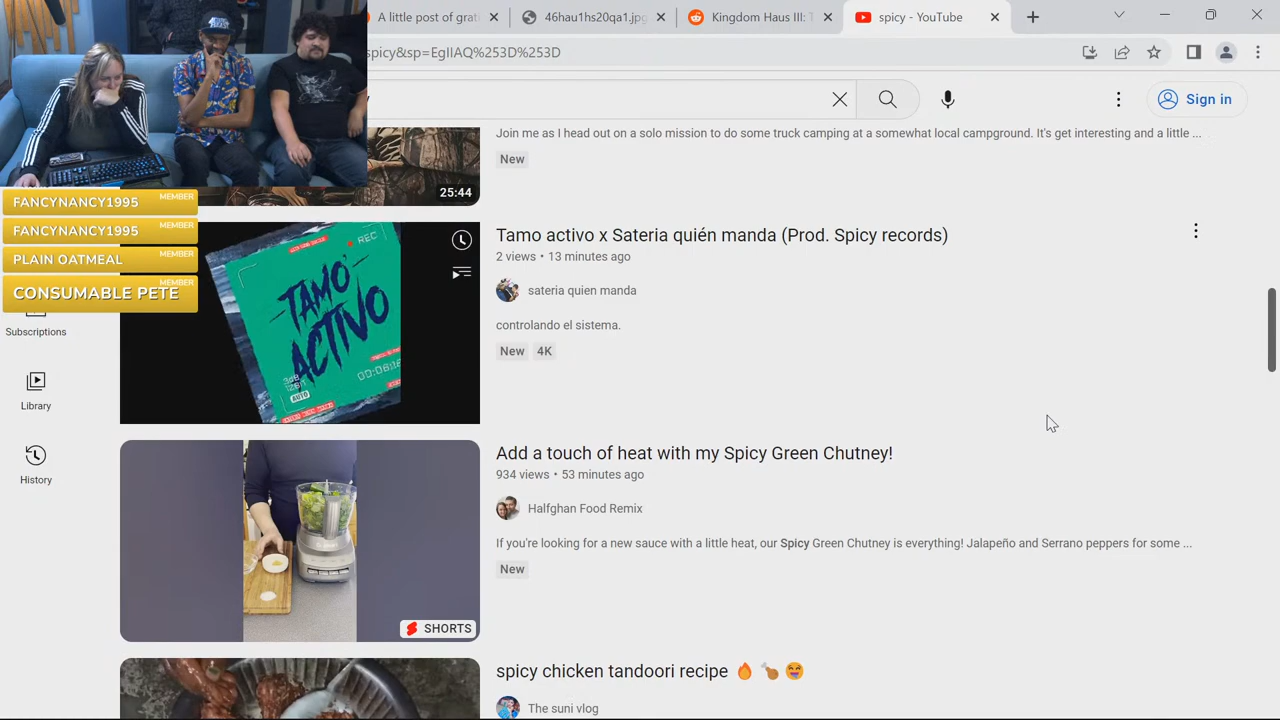 A little post of grati
46hau1hs20qa1.jpg
Kingdom Haus III: T
spicy - YouTube
spicy&sp=EgIIAQ%253D%253D
Sign in
Join me as I head out on a solo mission to do some truck camping at a somewhat local campground. It's get interesting and a little ...
New
25:44
FANCYNANCY1995 MEMBER
FANCYNANCY1995 MEMBER
PLAIN OATMEAL MEMBER
CONSUMABLE PETE MEMBER
Subscriptions
Library
History
REC
TAMO'
ACTIVO
AUTO
Tamo activo x Sateria quién manda (Prod. Spicy records)
2 views • 13 minutes ago
sateria quien manda
controlando el sistema.
New 4K
Add a touch of heat with my Spicy Green Chutney!
934 views • 53 minutes ago
Halfghan Food Remix
If you're looking for a new sauce with a little heat, our Spicy Green Chutney is everything! Jalapeño and Serrano peppers for some ...
New
SHORTS
spicy chicken tandoori recipe 🔥 🍗 😄
The suni vlog